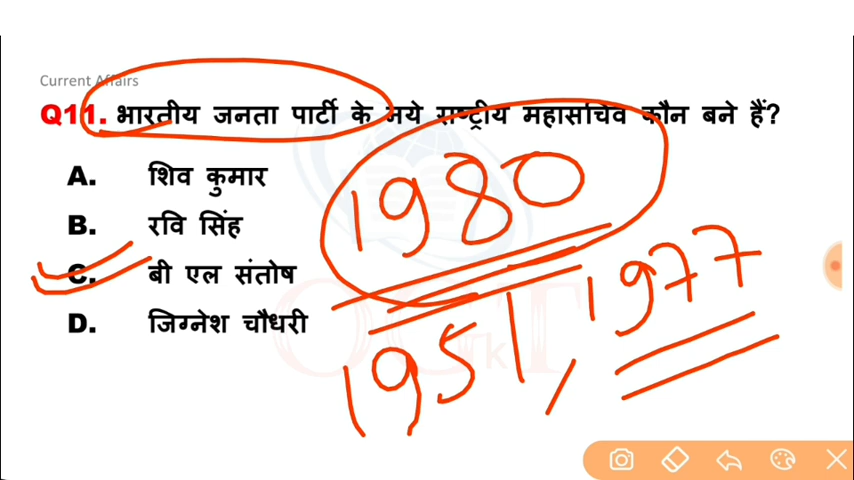 Current Affairs
Q11. भारतीय जनता पार्टी के नये राष्ट्रीय महासचिव कौन बने हैं?
A. शिव कुमार
B. रवि सिंह
C. बी एल संतोष
D. जिग्नेश चौधरी
1980
1951, 1977